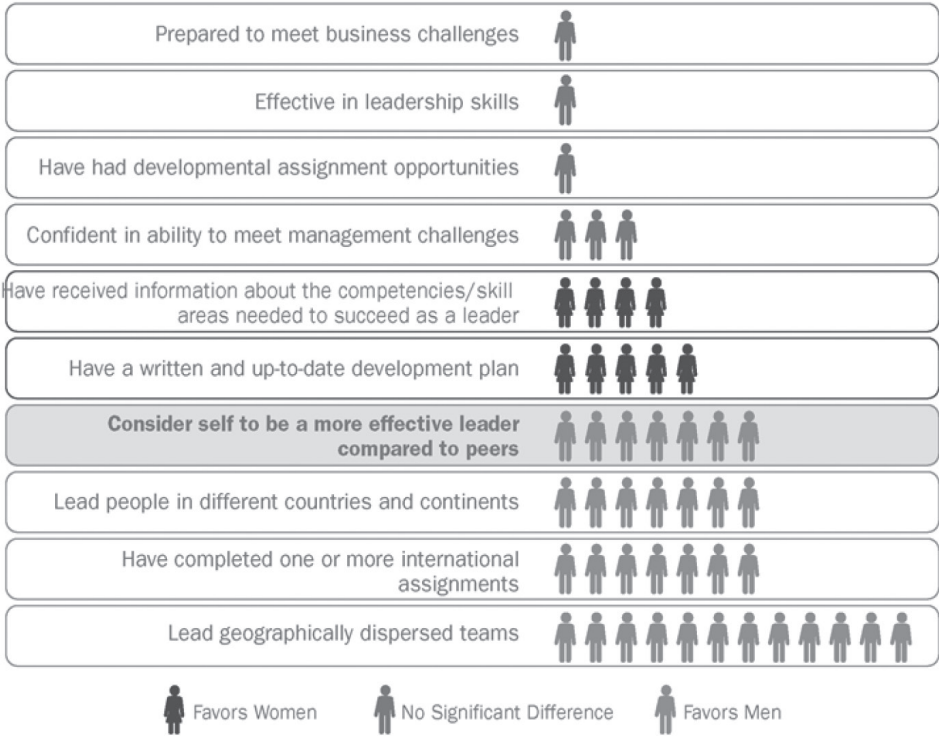 Prepared to meet business challenges
Effective in leadership skills
Have had developmental assignment opportunities
Confident in ability to meet management challenges
Have received information about the competencies/skill
areas needed to succeed as a leader
Have a written and up-to-date development plan
Consider self to be a more effective leader
compared to peers
Lead people in different countries and continents
Have completed one or more international
assignments
Lead geographically dispersed teams
Favors Women No Significant Difference Favors Men